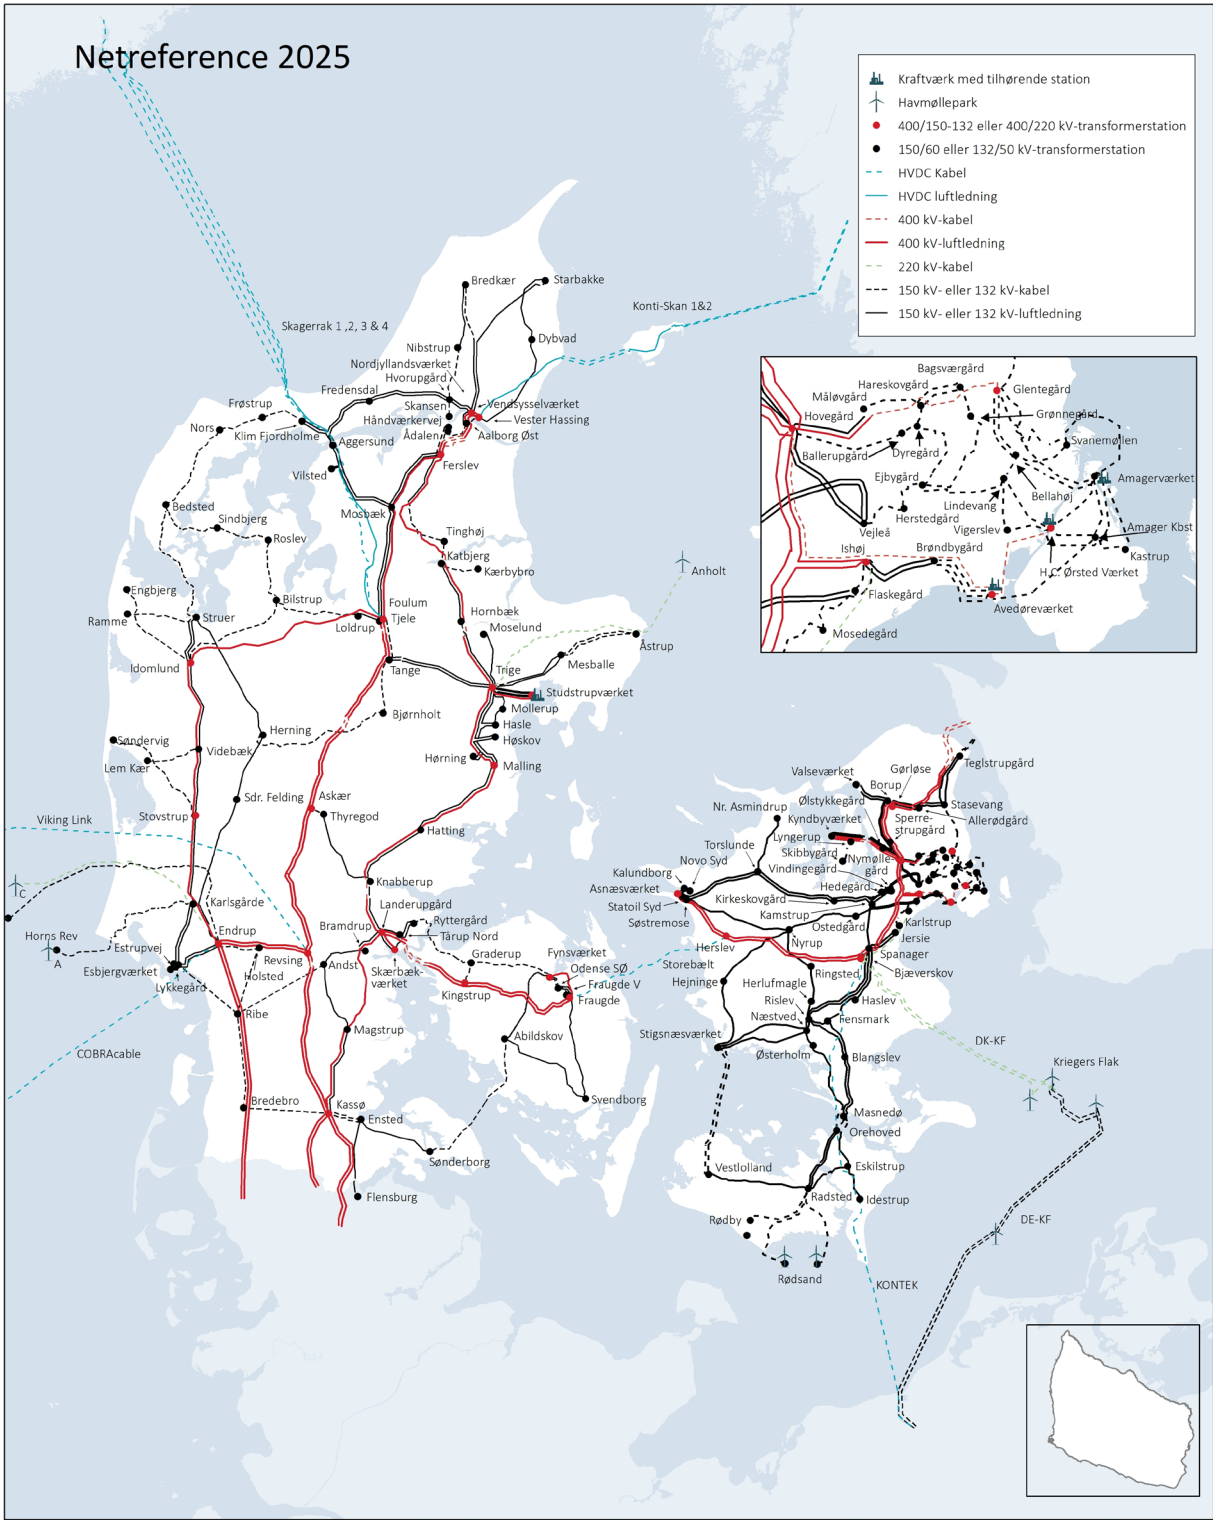 Netreference 2025
Kraftværk med tilhørende station
Havmøllepark
400/150-132 eller 400/220 kV-transformerstation
150/60 eller 132/50 kV-transformerstation
HVDC Kabel
HVDC luftledning
400 kV-kabel
400 kV-luftledning
220 kV-kabel
150 kV- eller 132 kV-kabel
150 kV- eller 132 kV-luftledning
Skagerrak 1 ,2, 3 & 4
Konti-Skan 1&2
Bredkær
Starbakke
Dybvad
Nibstrup
Nordjyllandsværket
Hvorupgård
Fredensdal
Skansen
Vendsysselværket
Håndværkervej
Vester Hassing
Ådalen
Aalborg Øst
Frøstrup
Nors
Klim Fjordholme
Aggersund
Ferslev
Vilsted
Mosbæk
Bedsted
Sindbjerg
Roslev
Tinghøj
Katbjerg
Kærbybro
Anholt
Engbjerg
Ramme
Struer
Bilstrup
Foulum
Loldrup
Tjele
Hornbæk
Moselund
Åstrup
Idomlund
Tange
Mesballe
Trige
Studstrupværket
Mollerup
Bjørnholt
Hasle
Høskov
Herning
Søndervig
Videbæk
Lem Kær
Hørning
Malling
Sdr. Felding
Askær
Stovstrup
Thyregod
Viking Link
Hatting
Knabberup
C
Karlsgårde
Landerupgård
Bramdrup
Ryttergård
Tårup Nord
Horns Rev
A
Endrup
Estrupvej
Revsing
Holsted
Esbjergværket
Lykkegård
Andst
Skærbæk-
værket
Graderup
Fynsværket
Odense SØ
Fraugde V
Fraugde
Kingstrup
Ribe
Magstrup
Abildskov
COBRAcable
Svendborg
Bredebro
Kassø
Ensted
Sønderborg
Flensburg
Bagsværgård
Hareskovgård
Glentegård
Måløvgård
Hovegård
Grønnegård
Svanemøllen
Ballerupgård
Dyregård
Ejbygård
Amagerværket
Bellahøj
Lindevang
Herstedgård
Vejleå
Vigerslev
Amager Kbst
Ishøj
Brøndbygård
Kastrup
H.C. Ørsted Værket
Flaskegård
Avedøreværket
Mosedegård
Teglstrupgård
Gørløse
Valseværket
Borup
Ølstykkegård
Stasevang
Nr. Asmindrup
Kyndbyværket
Sperre-
strupgård
Allerødgård
Lyngerup
Torslunde
Skibbygård
Nymølle-
gård
Novo Syd
Vindingegård
Kalundborg
Hedegård
Asnæsværket
Kirkeskovgård
Statoil Syd
Kamstrup
Karlstrup
Søstremose
Ostedgård
Jersie
Herslev
Nyrup
Spanager
Storebælt
Ringsted
Bjæverskov
Hejninge
Herlufmagle
Rislev
Haslev
Næstved
Fensmark
Stigsnæsværket
Østerholm
Blangslev
DK-KF
Kriegers Flak
Masnedø
Orehoved
Vestlolland
Eskilstrup
Radsted
Idestrup
Rødby
DE-KF
Rødsand
KONTEK